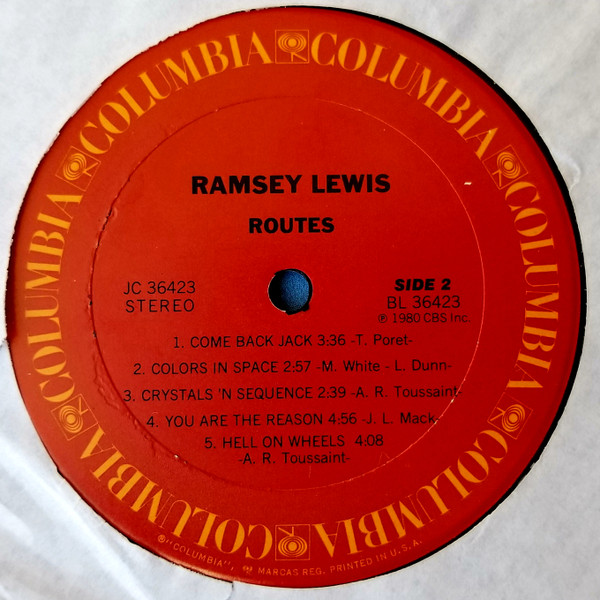 COLUMBIA COLUMBIA COLUMBIA COLUMBIA COLUMBIA COLUMBIA
RAMSEY LEWIS
ROUTES
JC 36423
STEREO
SIDE 2
BL 36423
℗ 1980 CBS Inc.
1. COME BACK JACK 3:36 -T. Poret-
2. COLORS IN SPACE 2:57 -M. White - L. Dunn-
3. CRYSTALS 'N SEQUENCE 2:39 -A. R. Toussaint-
4. YOU ARE THE REASON 4:56 -J. L. Mack-
5. HELL ON WHEELS 4:08
-A. R. Toussaint-
®"COLUMBIA", MARCAS REG. PRINTED IN U.S.A.